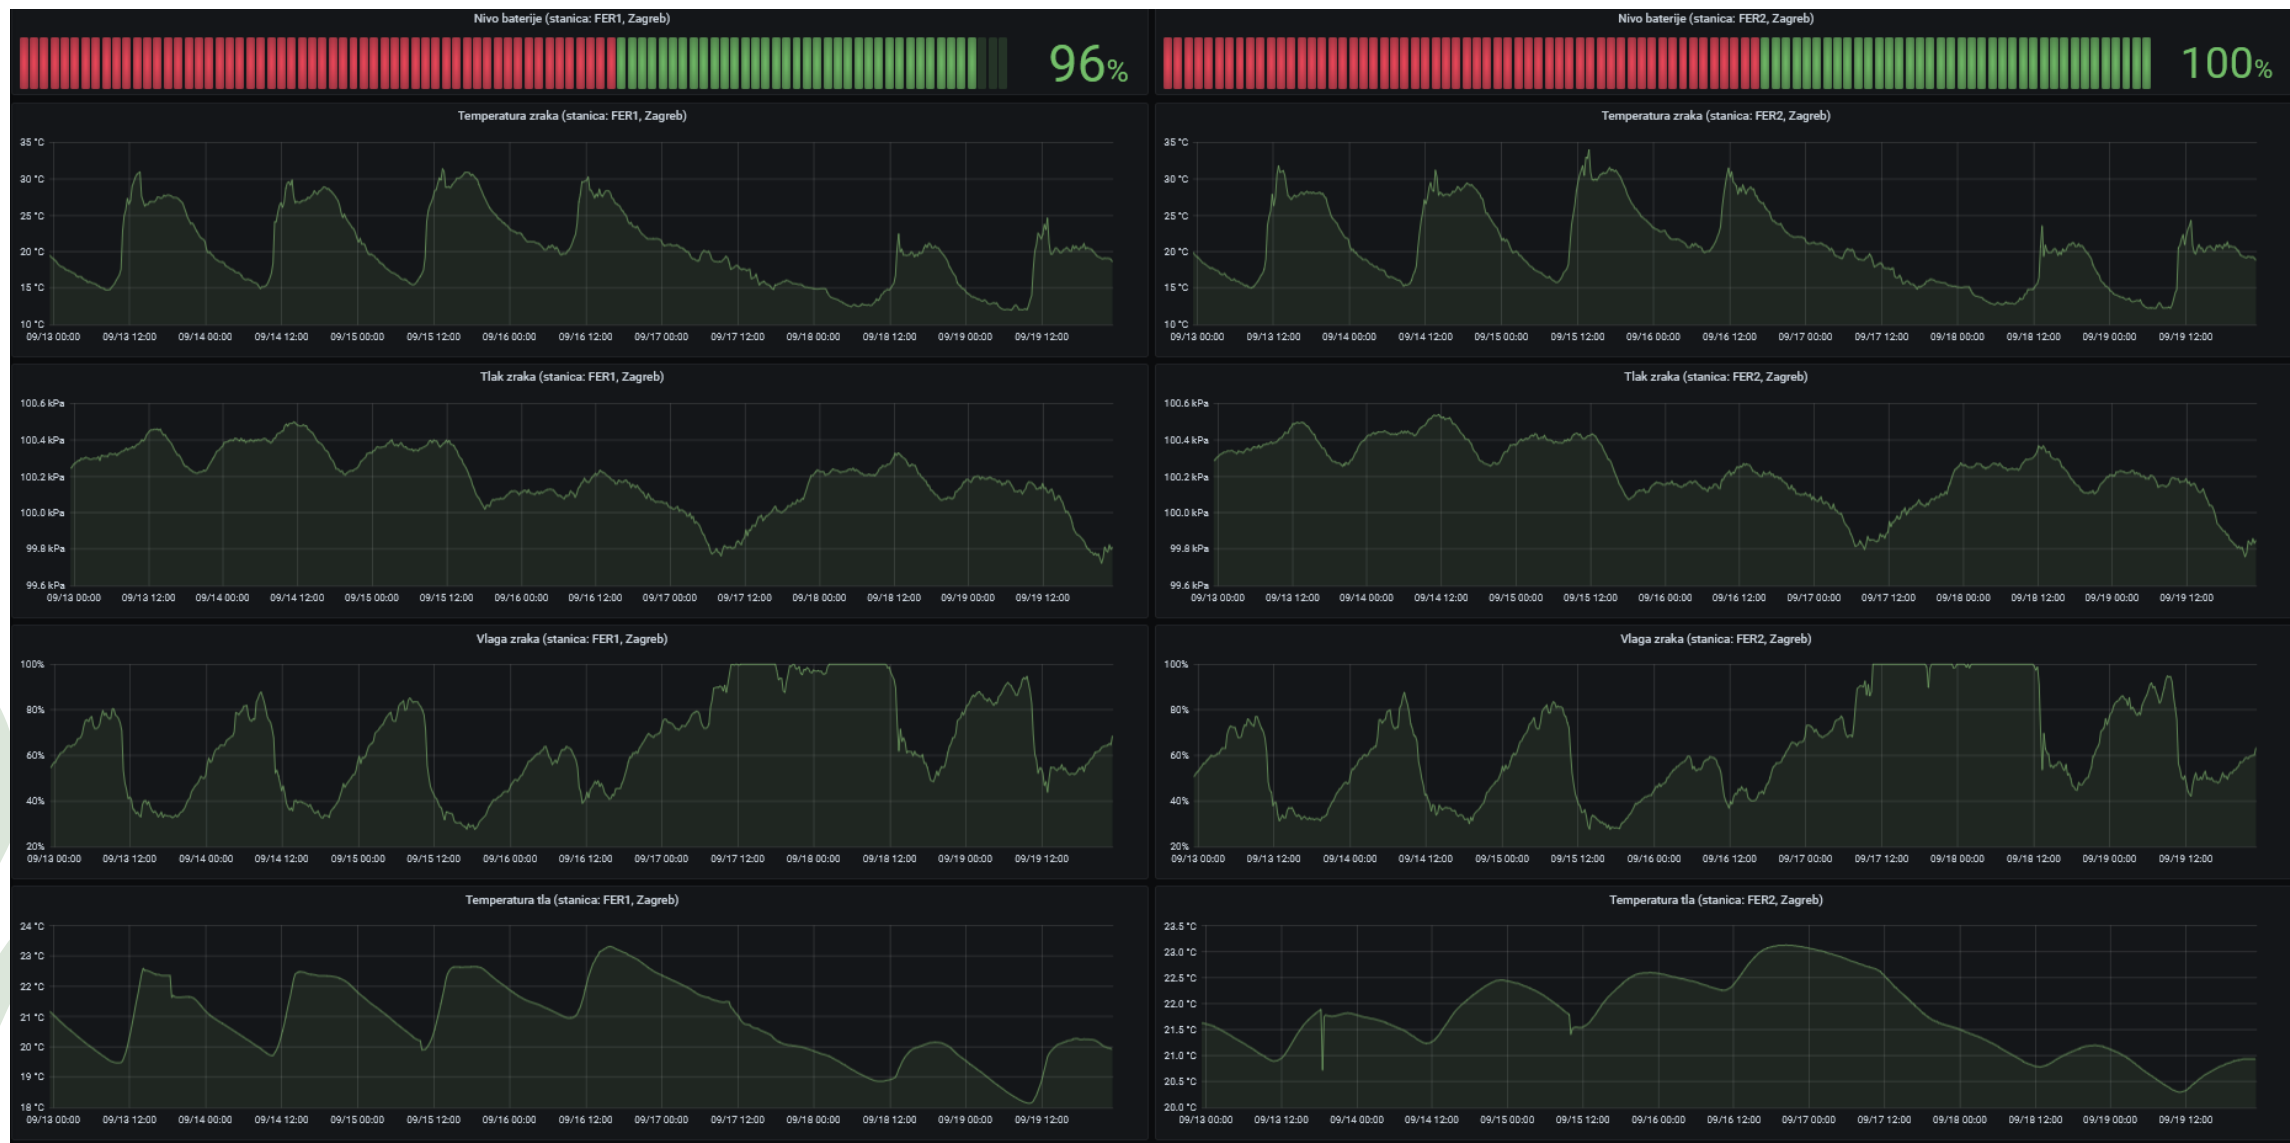 Nivo baterije (stanica: FER1, Zagreb)
96%
Nivo baterije (stanica: FER2, Zagreb)
100%
Temperatura zraka (stanica: FER1, Zagreb)
35 °C
30 °C
25 °C
20 °C
15 °C
10 °C
09/13 00:00 09/13 12:00 09/14 00:00 09/14 12:00 09/15 00:00 09/15 12:00 09/16 00:00 09/16 12:00 09/17 00:00 09/17 12:00 09/18 00:00 09/18 12:00 09/19 00:00 09/19 12:00
Temperatura zraka (stanica: FER2, Zagreb)
35 °C
30 °C
25 °C
20 °C
15 °C
10 °C
09/13 00:00 09/13 12:00 09/14 00:00 09/14 12:00 09/15 00:00 09/15 12:00 09/16 00:00 09/16 12:00 09/17 00:00 09/17 12:00 09/18 00:00 09/18 12:00 09/19 00:00 09/19 12:00
Tlak zraka (stanica: FER1, Zagreb)
100.6 kPa
100.4 kPa
100.2 kPa
100.0 kPa
99.8 kPa
99.6 kPa
09/13 00:00 09/13 12:00 09/14 00:00 09/14 12:00 09/15 00:00 09/15 12:00 09/16 00:00 09/16 12:00 09/17 00:00 09/17 12:00 09/18 00:00 09/18 12:00 09/19 00:00 09/19 12:00
Tlak zraka (stanica: FER2, Zagreb)
100.6 kPa
100.4 kPa
100.2 kPa
100.0 kPa
99.8 kPa
99.6 kPa
09/13 00:00 09/13 12:00 09/14 00:00 09/14 12:00 09/15 00:00 09/15 12:00 09/16 00:00 09/16 12:00 09/17 00:00 09/17 12:00 09/18 00:00 09/18 12:00 09/19 00:00 09/19 12:00
Vlaga zraka (stanica: FER1, Zagreb)
100%
80%
60%
40%
20%
09/13 00:00 09/13 12:00 09/14 00:00 09/14 12:00 09/15 00:00 09/15 12:00 09/16 00:00 09/16 12:00 09/17 00:00 09/17 12:00 09/18 00:00 09/18 12:00 09/19 00:00 09/19 12:00
Vlaga zraka (stanica: FER2, Zagreb)
100%
80%
60%
40%
20%
09/13 00:00 09/13 12:00 09/14 00:00 09/14 12:00 09/15 00:00 09/15 12:00 09/16 00:00 09/16 12:00 09/17 00:00 09/17 12:00 09/18 00:00 09/18 12:00 09/19 00:00 09/19 12:00
Temperatura tla (stanica: FER1, Zagreb)
24 °C
23 °C
22 °C
21 °C
20 °C
19 °C
18 °C
09/13 00:00 09/13 12:00 09/14 00:00 09/14 12:00 09/15 00:00 09/15 12:00 09/16 00:00 09/16 12:00 09/17 00:00 09/17 12:00 09/18 00:00 09/18 12:00 09/19 00:00 09/19 12:00
Temperatura tla (stanica: FER2, Zagreb)
23.5 °C
23.0 °C
22.5 °C
22.0 °C
21.5 °C
21.0 °C
20.5 °C
20.0 °C
09/13 00:00 09/13 12:00 09/14 00:00 09/14 12:00 09/15 00:00 09/15 12:00 09/16 00:00 09/16 12:00 09/17 00:00 09/17 12:00 09/18 00:00 09/18 12:00 09/19 00:00 09/19 12:00